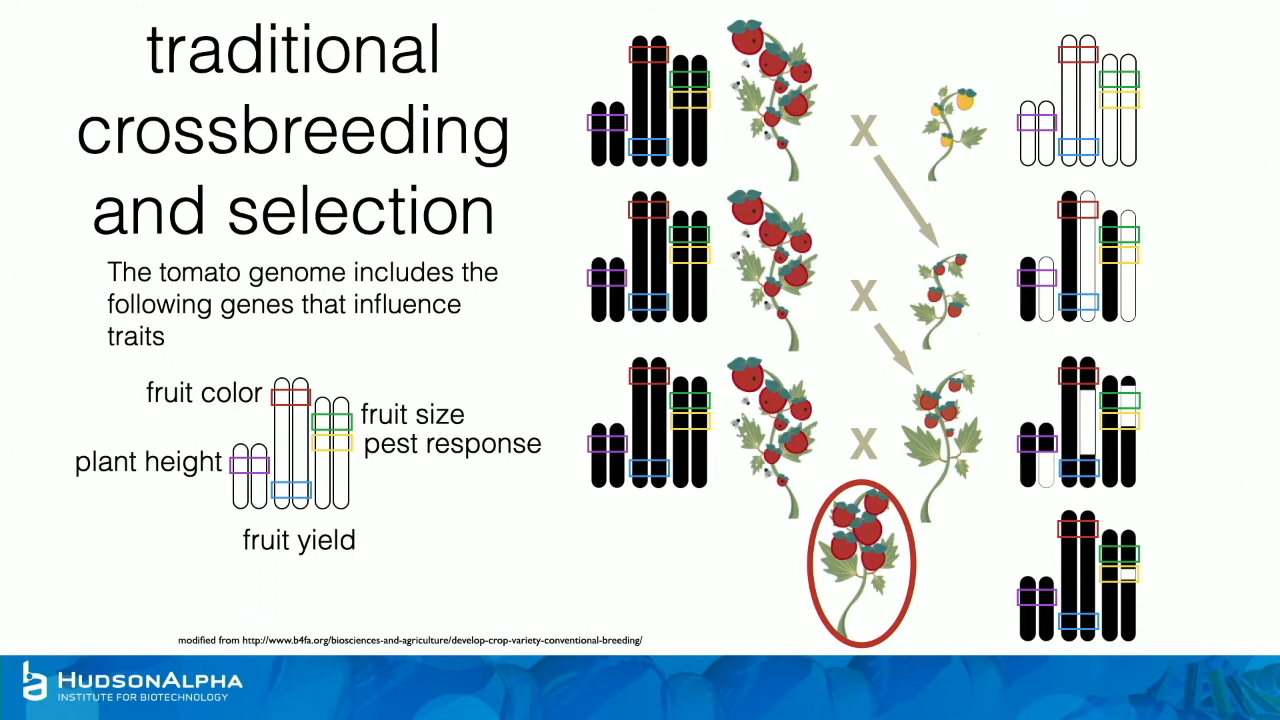 traditional
crossbreeding
and selection
The tomato genome includes the
following genes that influence
traits
fruit color
fruit size
pest response
plant height
fruit yield
X
X
X
modified from http://www.b4fa.org/biosciences-and-agriculture/develop-crop-variety-conventional-breeding/
HUDSONALPHA
INSTITUTE FOR BIOTECHNOLOGY